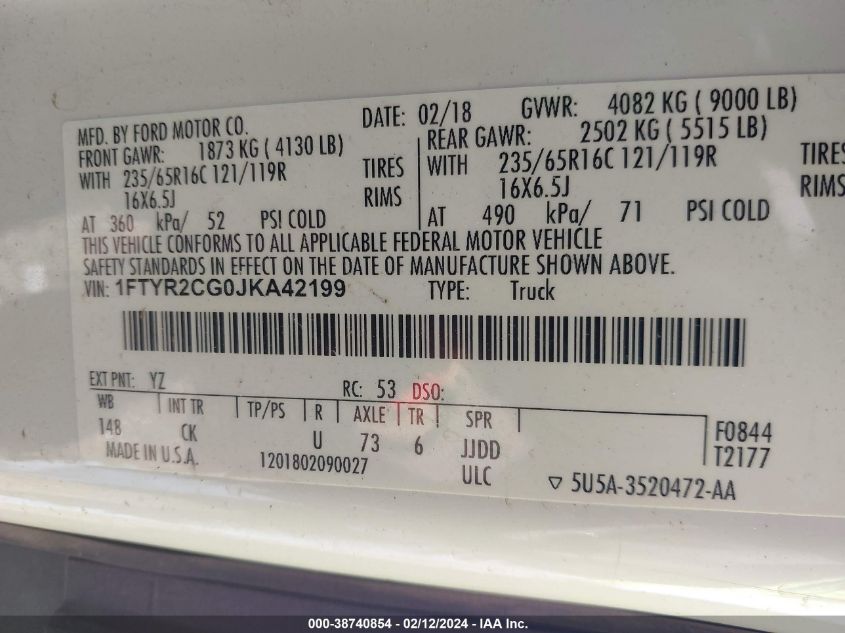 MFD. BY FORD MOTOR CO.
DATE: 02/18 GVWR: 4082 KG ( 9000 LB)
FRONT GAWR: 1873 KG ( 4130 LB)
REAR GAWR: 2502 KG ( 5515 LB)
WITH 235/65R16C 121/119R TIRES
WITH 235/65R16C 121/119R TIRES
16X6.5J RIMS
16X6.5J RIMS
AT 360 kPa/ 52 PSI COLD
AT 490 kPa/ 71 PSI COLD
THIS VEHICLE CONFORMS TO ALL APPLICABLE FEDERAL MOTOR VEHICLE
SAFETY STANDARDS IN EFFECT ON THE DATE OF MANUFACTURE SHOWN ABOVE.
VIN: 1FTYR2CG0JKA42199 TYPE: Truck
EXT PNT: YZ RC: 53 DSO:
WB INT TR TP/PS R AXLE TR SPR
148 CK U 73 6 JJDD
F0844
T2177
MADE IN U.S.A. 1201802090027 ULC
▽ 5U5A-3520472-AA
000-38740854 - 02/12/2024 - IAA Inc.